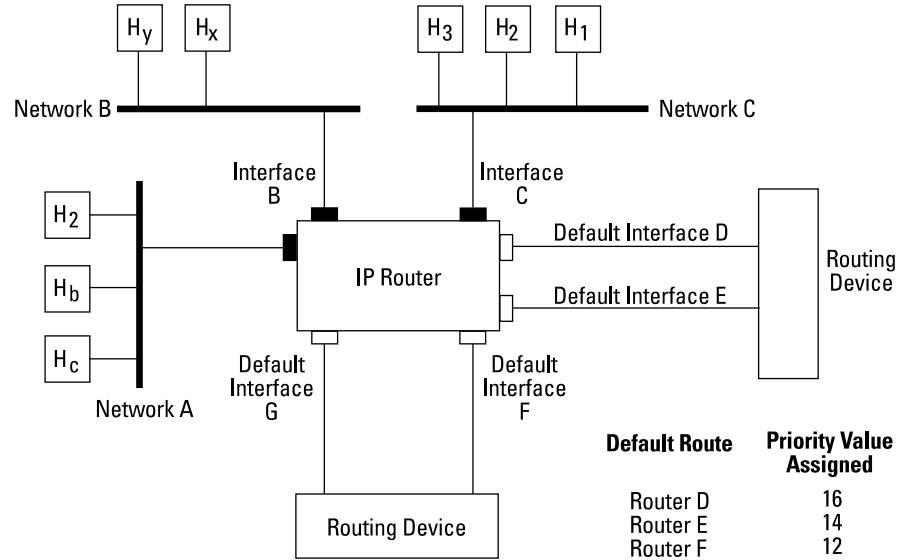 Hy
Hx
H3
H2
H1
Network B
Network C
Interface
B
Interface
C
H2
Hb
Hc
Network A
IP Router
Default Interface D
Default Interface E
Routing
Device
Default
Interface
G
Default
Interface
F
Routing Device
Default Route Priority Value
Assigned
Router D 16
Router E 14
Router F 12